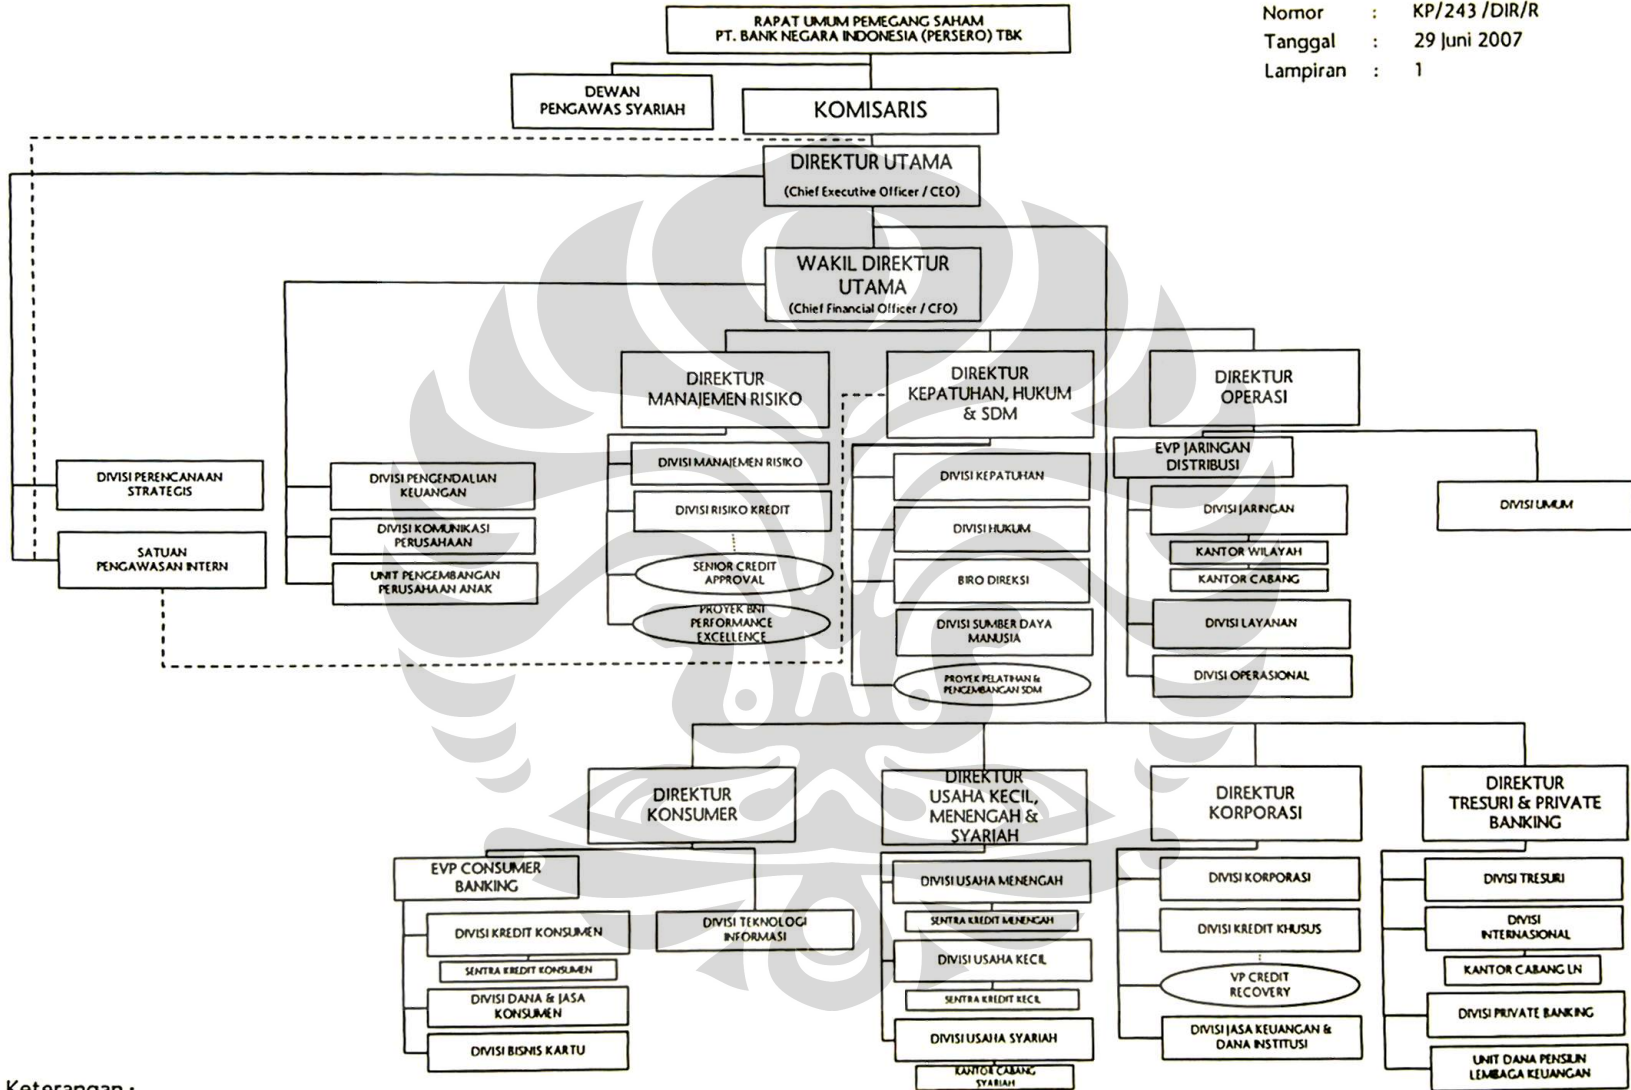 Nomor : KP/243 /DIR/R
Tanggal : 29 Juni 2007
Lampiran : 1
RAPAT UMUM PEMEGANG SAHAM
PT. BANK NEGARA INDONESIA (PERSERO) TBK
DEWAN
PENGAWAS SYARIAH
KOMISARIS
DIREKTUR UTAMA
(Chief Executive Officer / CEO)
WAKIL DIREKTUR
UTAMA
(Chief Financial Officer / CFO)
DIVISI PERENCANAAN
STRATEGIS
SATUAN
PENGAWASAN INTERN
DIVISI PENGENDALIAN
KEUANGAN
DIVISI KOMUNIKASI
PERUSAHAAN
UNIT PENGEMBANGAN
PERUSAHAAN ANAK
DIREKTUR
MANAJEMEN RISIKO
DIVISI MANAJEMEN RISIKO
DIVISI RISIKO KREDIT
SENIOR CREDIT
APPROVAL
PROYEK BNI
PERFORMANCE
EXCELLENCE
DIREKTUR
KEPATUHAN, HUKUM
& SDM
DIVISI KEPATUHAN
DIVISI HUKUM
BIRO DIREKSI
DIVISI SUMBER DAYA
MANUSIA
PROYEK PELATIHAN &
PENGEMBANGAN SDM
DIREKTUR
OPERASI
EVP JARINGAN
DISTRIBUSI
DIVISI JARINGAN
KANTOR WILAYAH
KANTOR CABANG
DIVISI LAYANAN
DIVISI OPERASIONAL
DIVISI UMUM
DIREKTUR
KONSUMER
EVP CONSUMER
BANKING
DIVISI KREDIT KONSUMEN
SENTRA KREDIT KONSUMEN
DIVISI DANA & JASA
KONSUMEN
DIVISI BISNIS KARTU
DIVISI TEKNOLOGI
INFORMASI
DIREKTUR
USAHA KECIL,
MENENGAH &
SYARIAH
DIVISI USAHA MENENGAH
SENTRA KREDIT MENENGAH
DIVISI USAHA KECIL
SENTRA KREDIT KECIL
DIVISI USAHA SYARIAH
KANTOR CABANG
SYARIAH
DIREKTUR
KORPORASI
DIVISI KORPORASI
DIVISI KREDIT KHUSUS
VP CREDIT
RECOVERY
DIVISI JASA KEUANGAN &
DANA INSTITUSI
DIREKTUR
TRESURI & PRIVATE
BANKING
DIVISI TRESURI
DIVISI
INTERNASIONAL
KANTOR CABANG LN
DIVISI PRIVATE BANKING
UNIT DANA PENSIUN
LEMBAGA KEUANGAN
Keterangan :